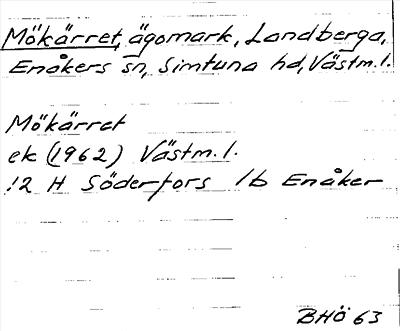 Mökärret, ägomark, Landberga,
Enåkers sn, Simtuna hd, Västm.l.
Mökärret
ek (1962) Västm.l.
12 H Söderfors 1b Enåker
BHÖ 63